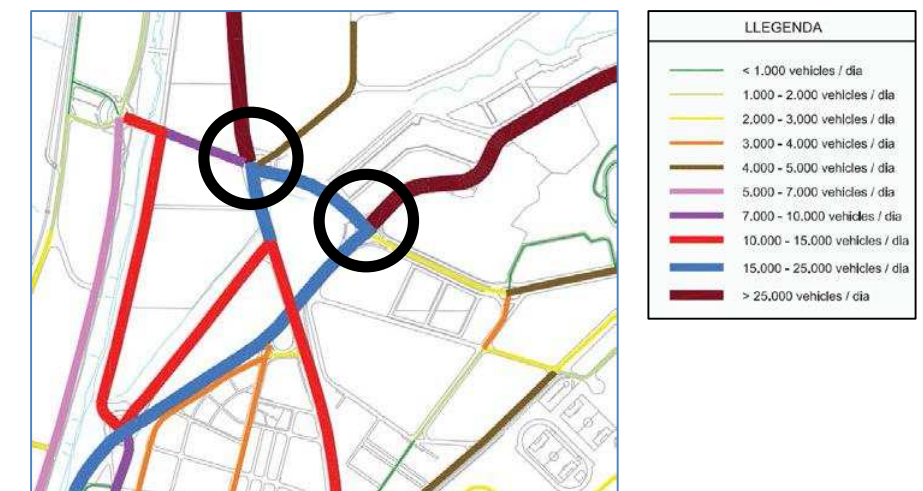 LLEGENDA
< 1.000 vehicles / dia
1.000 - 2.000 vehicles / dia
2.000 - 3,000 vehicles / dia
3.000 - 4.000 vehicles / dia
4.000 - 5.000 vehicles / dia
5.000 - 7.000 vehicles / dia
7.000 - 10.000 vehicles / dia
10.000 - 15.000 vehicles / dia
15.000 - 25.000 vehicles / dia
> 25.000 vehicles / dia